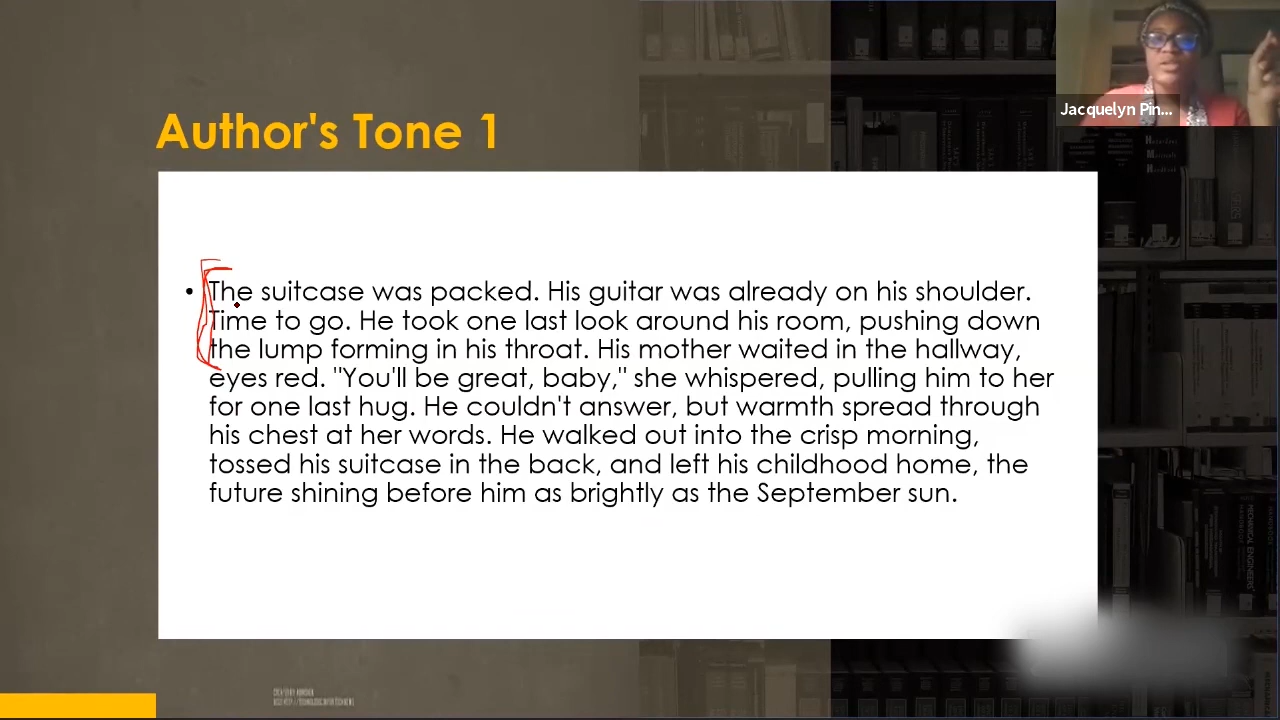 Jacquelyn Pin...
Author's Tone 1
• The suitcase was packed. His guitar was already on his shoulder.
Time to go. He took one last look around his room, pushing down
the lump forming in his throat. His mother waited in the hallway,
eyes red. "You'll be great, baby," she whispered, pulling him to her
for one last hug. He couldn't answer, but warmth spread through
his chest at her words. He walked out into the crisp morning,
tossed his suitcase in the back, and left his childhood home, the
future shining before him as brightly as the September sun.